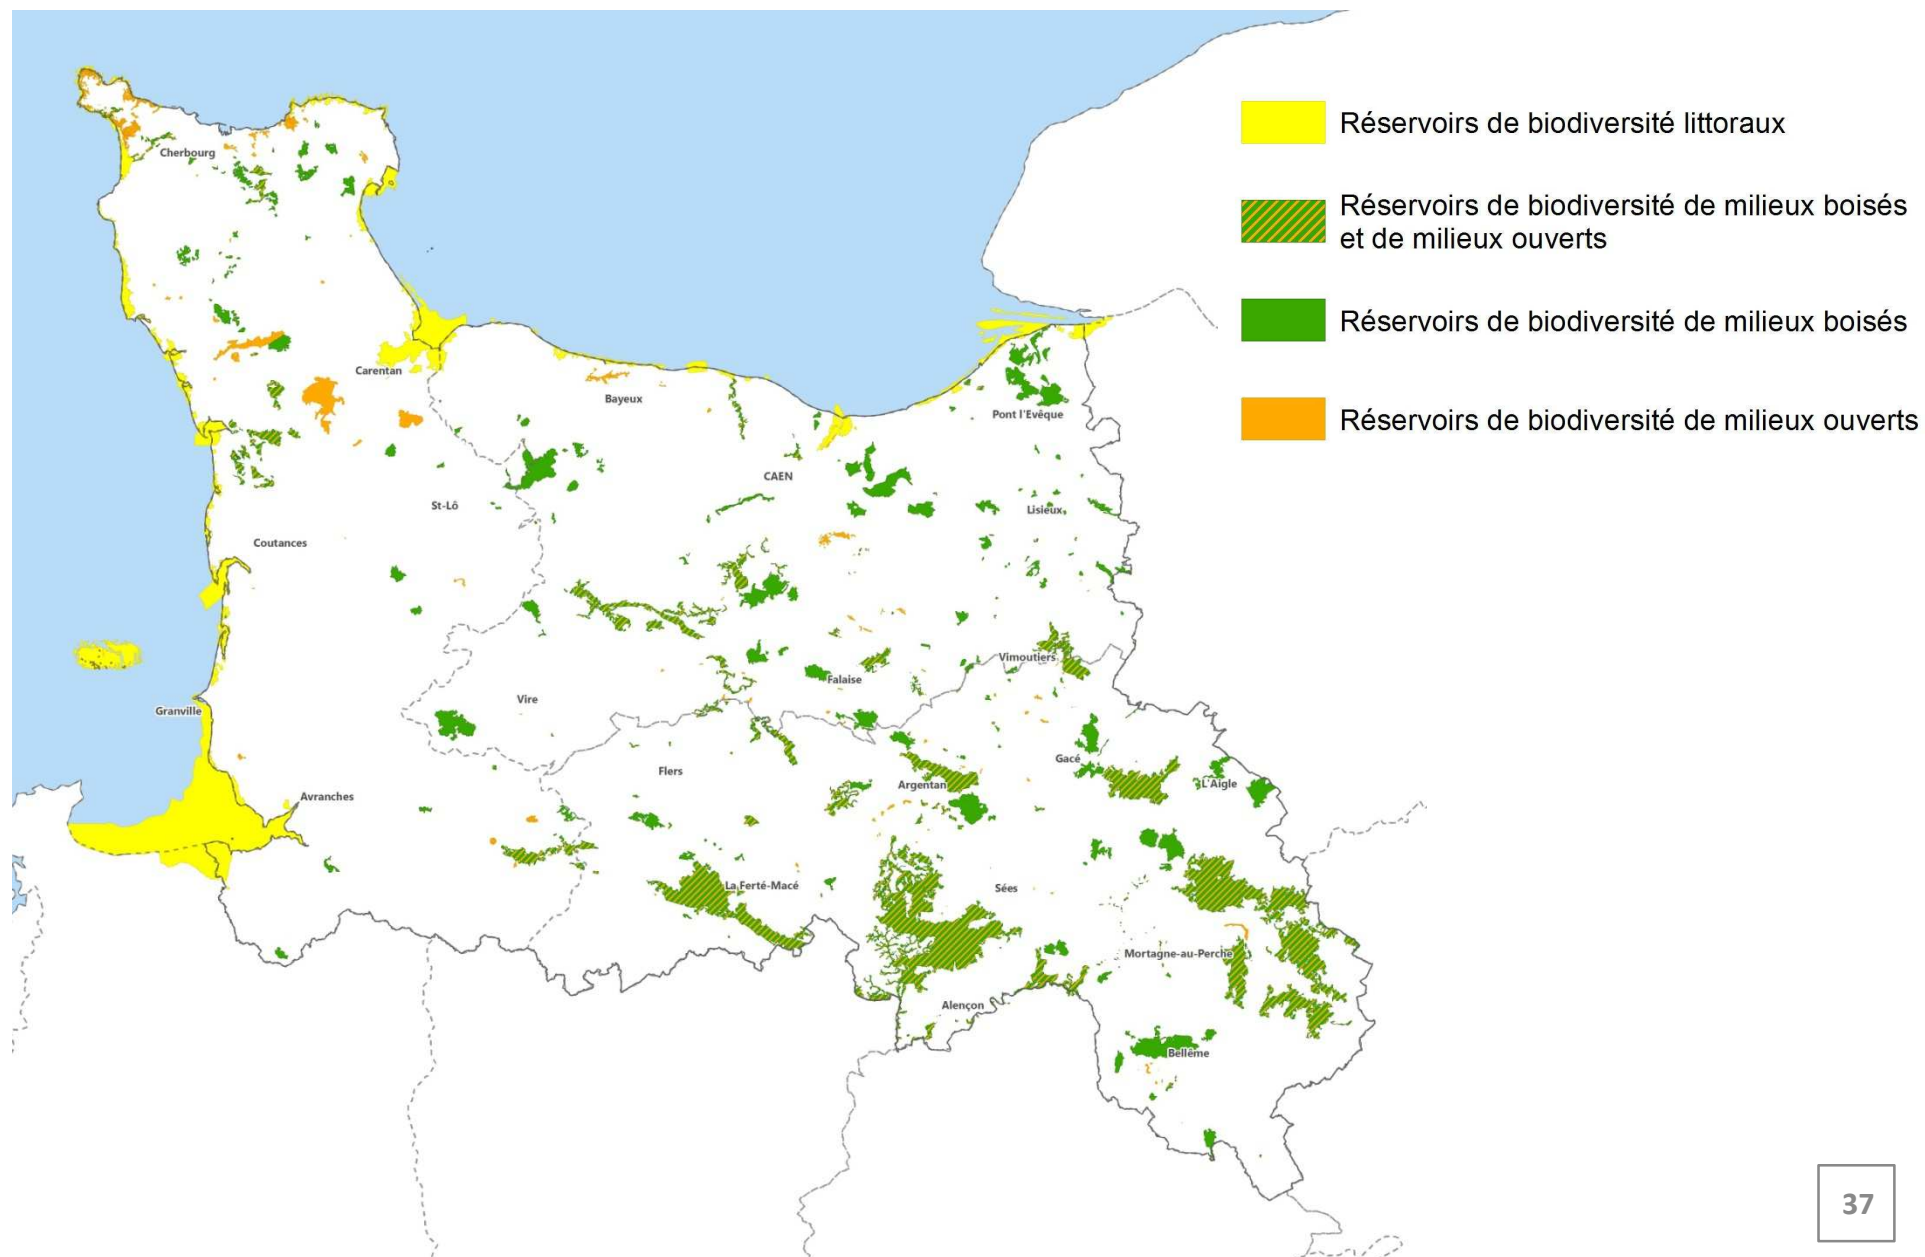 Réservoirs de biodiversité littoraux
Réservoirs de biodiversité de milieux boisés
et de milieux ouverts
Réservoirs de biodiversité de milieux boisés
Réservoirs de biodiversité de milieux ouverts
Cherbourg
Carentan
Bayeux
Pont l'Evêque
CAEN
St-Lô
Lisieux
Coutances
Vimoutiers
Falaise
Vire
Granville
Gacé
Flers
Argentan
L'Aigle
Avranches
La Ferté-Macé
Sées
Mortagne-au-Perche
Alençon
Bellême
37